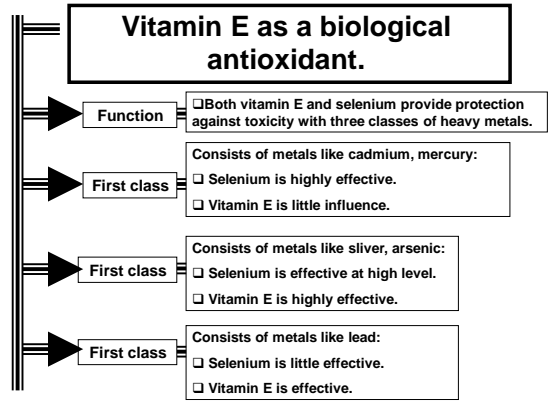 Vitamin E as a biological
antioxidant.
Function
❑Both vitamin E and selenium provide protection
against toxicity with three classes of heavy metals.
First class
Consists of metals like cadmium, mercury:
❑ Selenium is highly effective.
❑ Vitamin E is little influence.
First class
Consists of metals like sliver, arsenic:
❑ Selenium is effective at high level.
❑ Vitamin E is highly effective.
First class
Consists of metals like lead:
❑ Selenium is little effective.
❑ Vitamin E is effective.